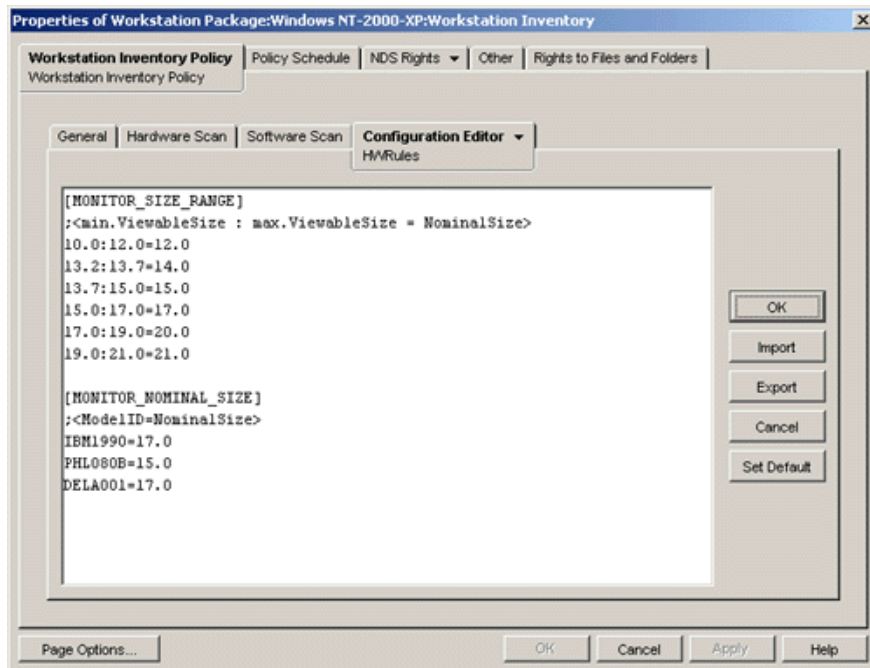 Properties of Workstation Package:Windows NT-2000-XP:Workstation Inventory
Workstation Inventory Policy Policy Schedule NDS Rights Other Rights to Files and Folders
Workstation Inventory Policy
General Hardware Scan Software Scan Configuration Editor
HWRules
[MONITOR_SIZE_RANGE]
;<min.ViewableSize : max.ViewableSize = NominalSize>
10.0:12.0=12.0
13.2:13.7=14.0
13.7:15.0=15.0
15.0:17.0=17.0
17.0:19.0=20.0
19.0:21.0=21.0
[MONITOR_NOMINAL_SIZE]
;<ModelID=NominalSize>
IBM1990=17.0
PHL080B=15.0
DELA001=17.0
OK
Import
Export
Cancel
Set Default
Page Options... OK Cancel Apply Help